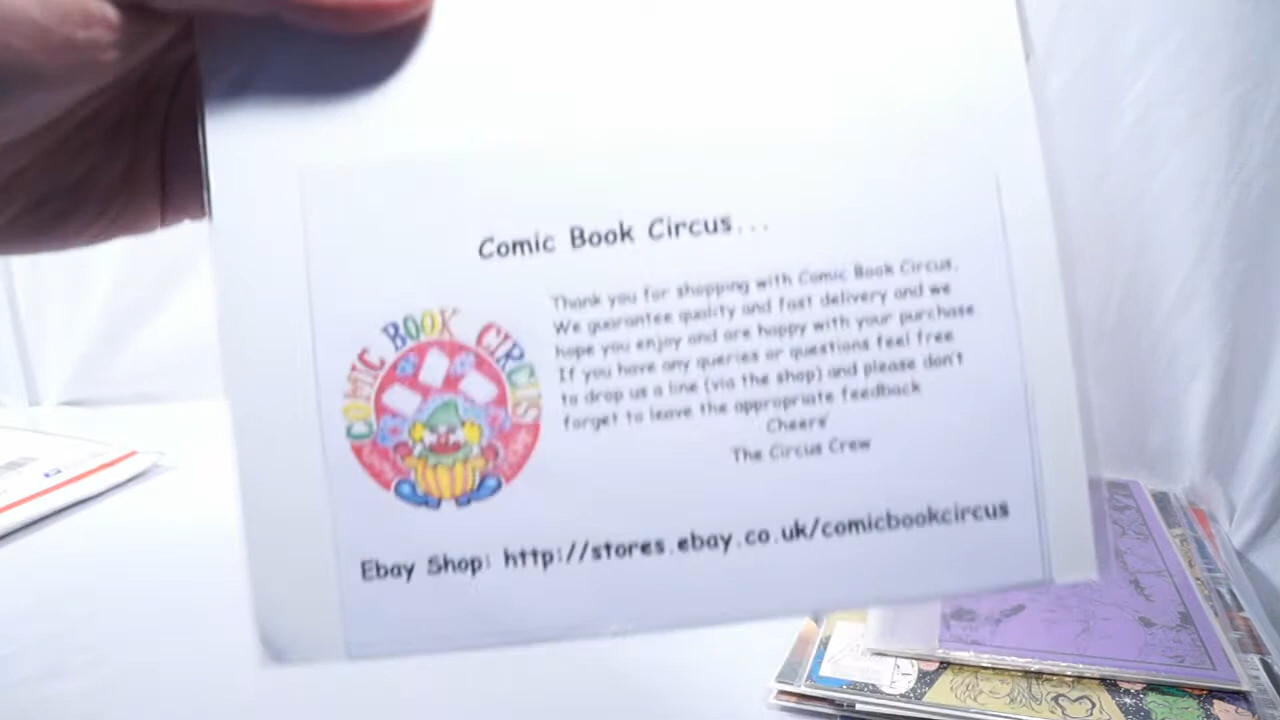 Comic Book Circus...
Thank you for shopping with Comic Book Circus.
We guarantee quality and fast delivery and we
hope you enjoy and are happy with your purchase
If you have any queries or questions feel free
to drop us a line (via the shop) and please don't
forget to leave the appropriate feedback
Cheers
The Circus Crew
COMIC BOOK CIRCUS
Ebay Shop: http://stores.ebay.co.uk/comicbookcircus